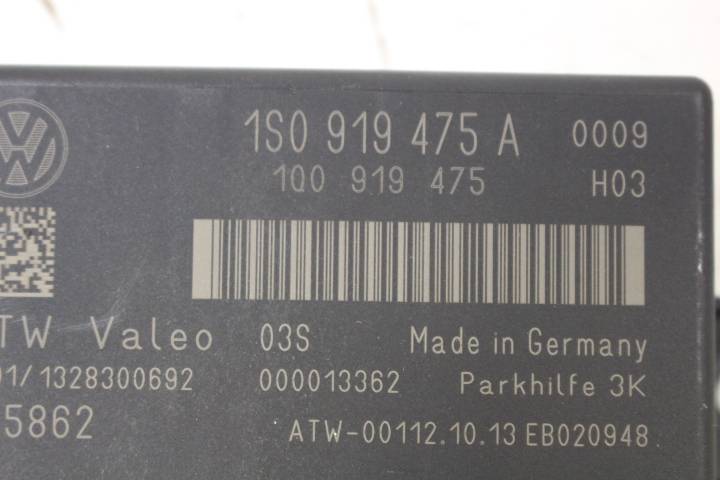 1S0 919 475 A 0009
1Q0 919 475 H03
TW Valeo 03S Made in Germany
01/1328300692 000013362 Parkhilfe 3K
5862 ATW-00112.10.13 EB020948